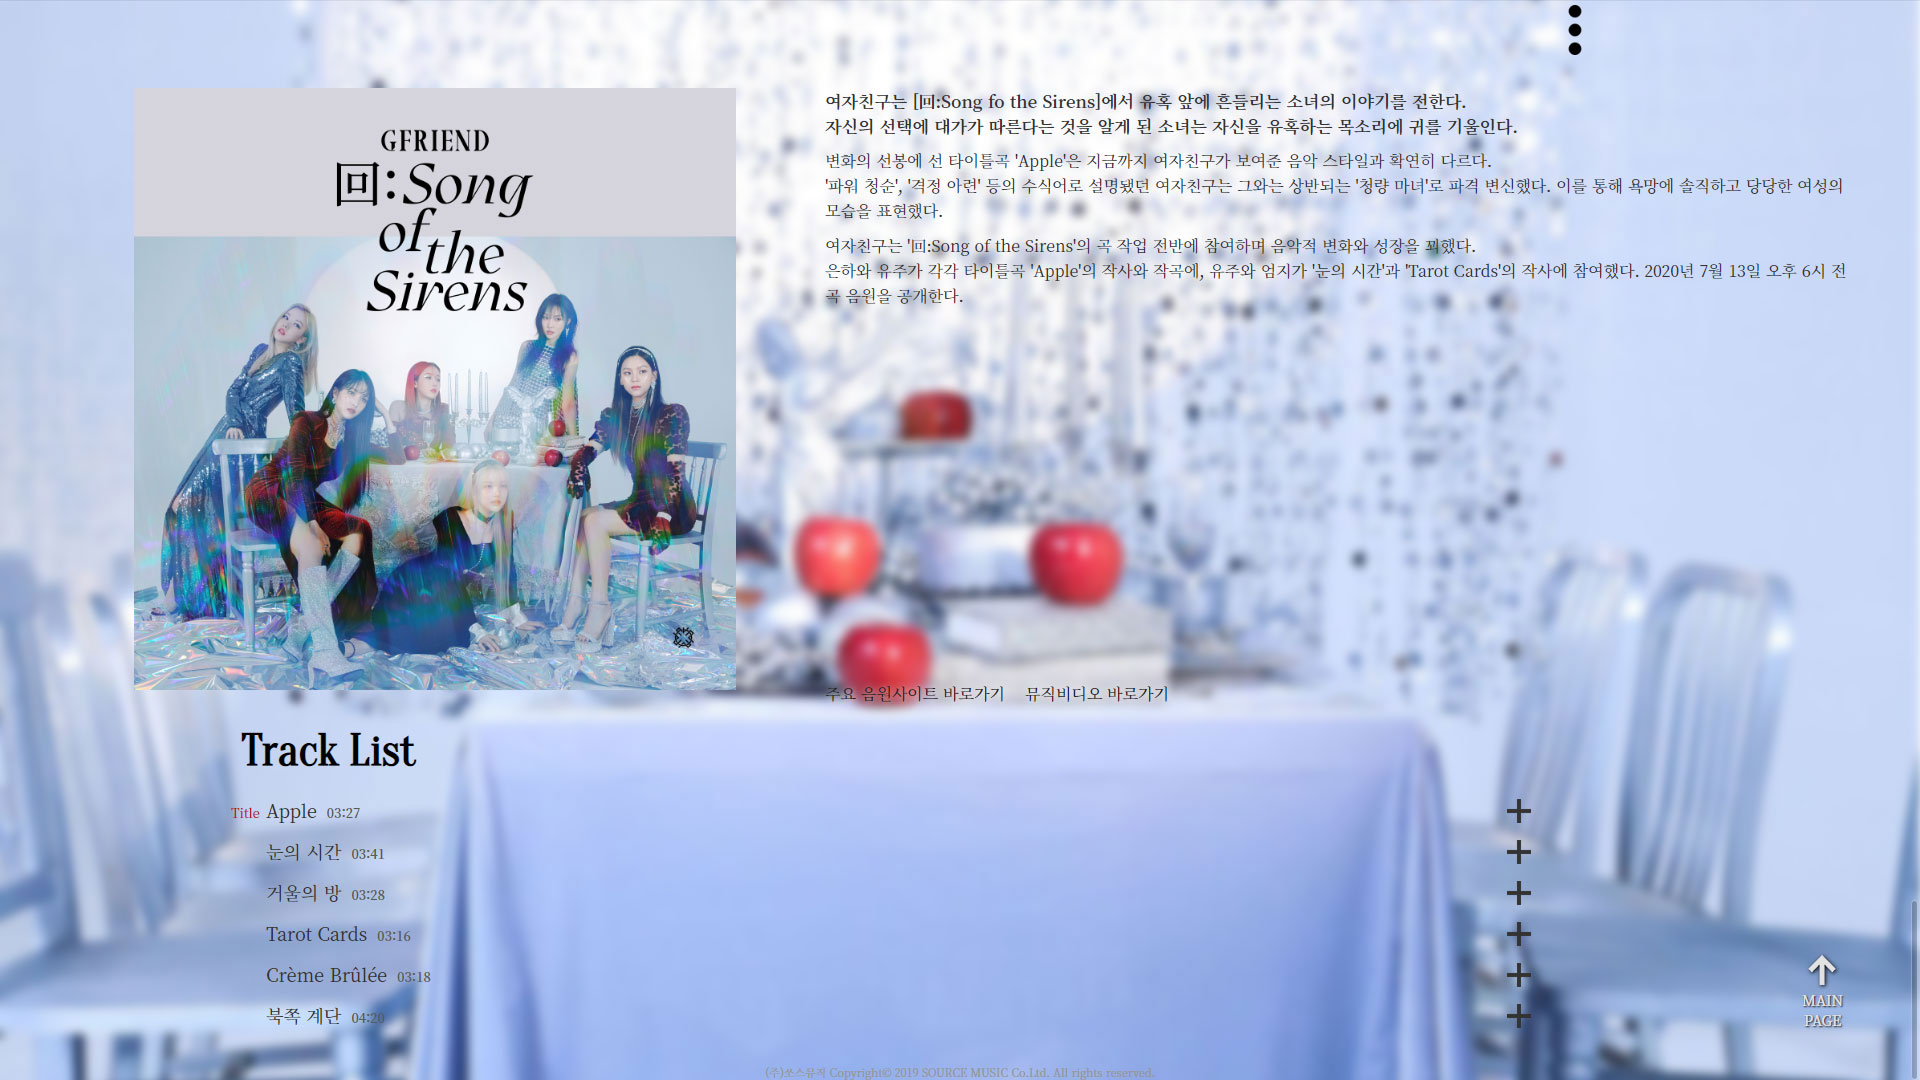 GFRIEND
回:Song
of the
Sirens
여자친구는 [回:Song fo the Sirens]에서 유혹 앞에 흔들리는 소녀의 이야기를 전한다.
자신의 선택에 대가가 따른다는 것을 알게 된 소녀는 자신을 유혹하는 목소리에 귀를 기울인다.
변화의 선봉에 선 타이틀곡 'Apple'은 지금까지 여자친구가 보여준 음악 스타일과 확연히 다르다.
'파워 청순', '격정 아련' 등의 수식어로 설명됐던 여자친구는 그와는 상반되는 '청량 마녀'로 파격 변신했다. 이를 통해 욕망에 솔직하고 당당한 여성의
모습을 표현했다.
여자친구는 '回:Song of the Sirens'의 곡 작업 전반에 참여하며 음악적 변화와 성장을 꾀했다.
은하와 유주가 각각 타이틀곡 'Apple'의 작사와 작곡에, 유주와 엄지가 '눈의 시간'과 'Tarot Cards'의 작사에 참여했다. 2020년 7월 13일 오후 6시 전
곡 음원을 공개한다.
주요 음원사이트 바로가기 뮤직비디오 바로가기
Track List
Title Apple 03:27
눈의 시간 03:41
거울의 방 03:28
Tarot Cards 03:16
Crème Brûlée 03:18
북쪽 계단 04:20
MAIN
PAGE
(주)쏘스뮤직 Copyright© 2019 SOURCE MUSIC Co.Ltd. All rights reserved.